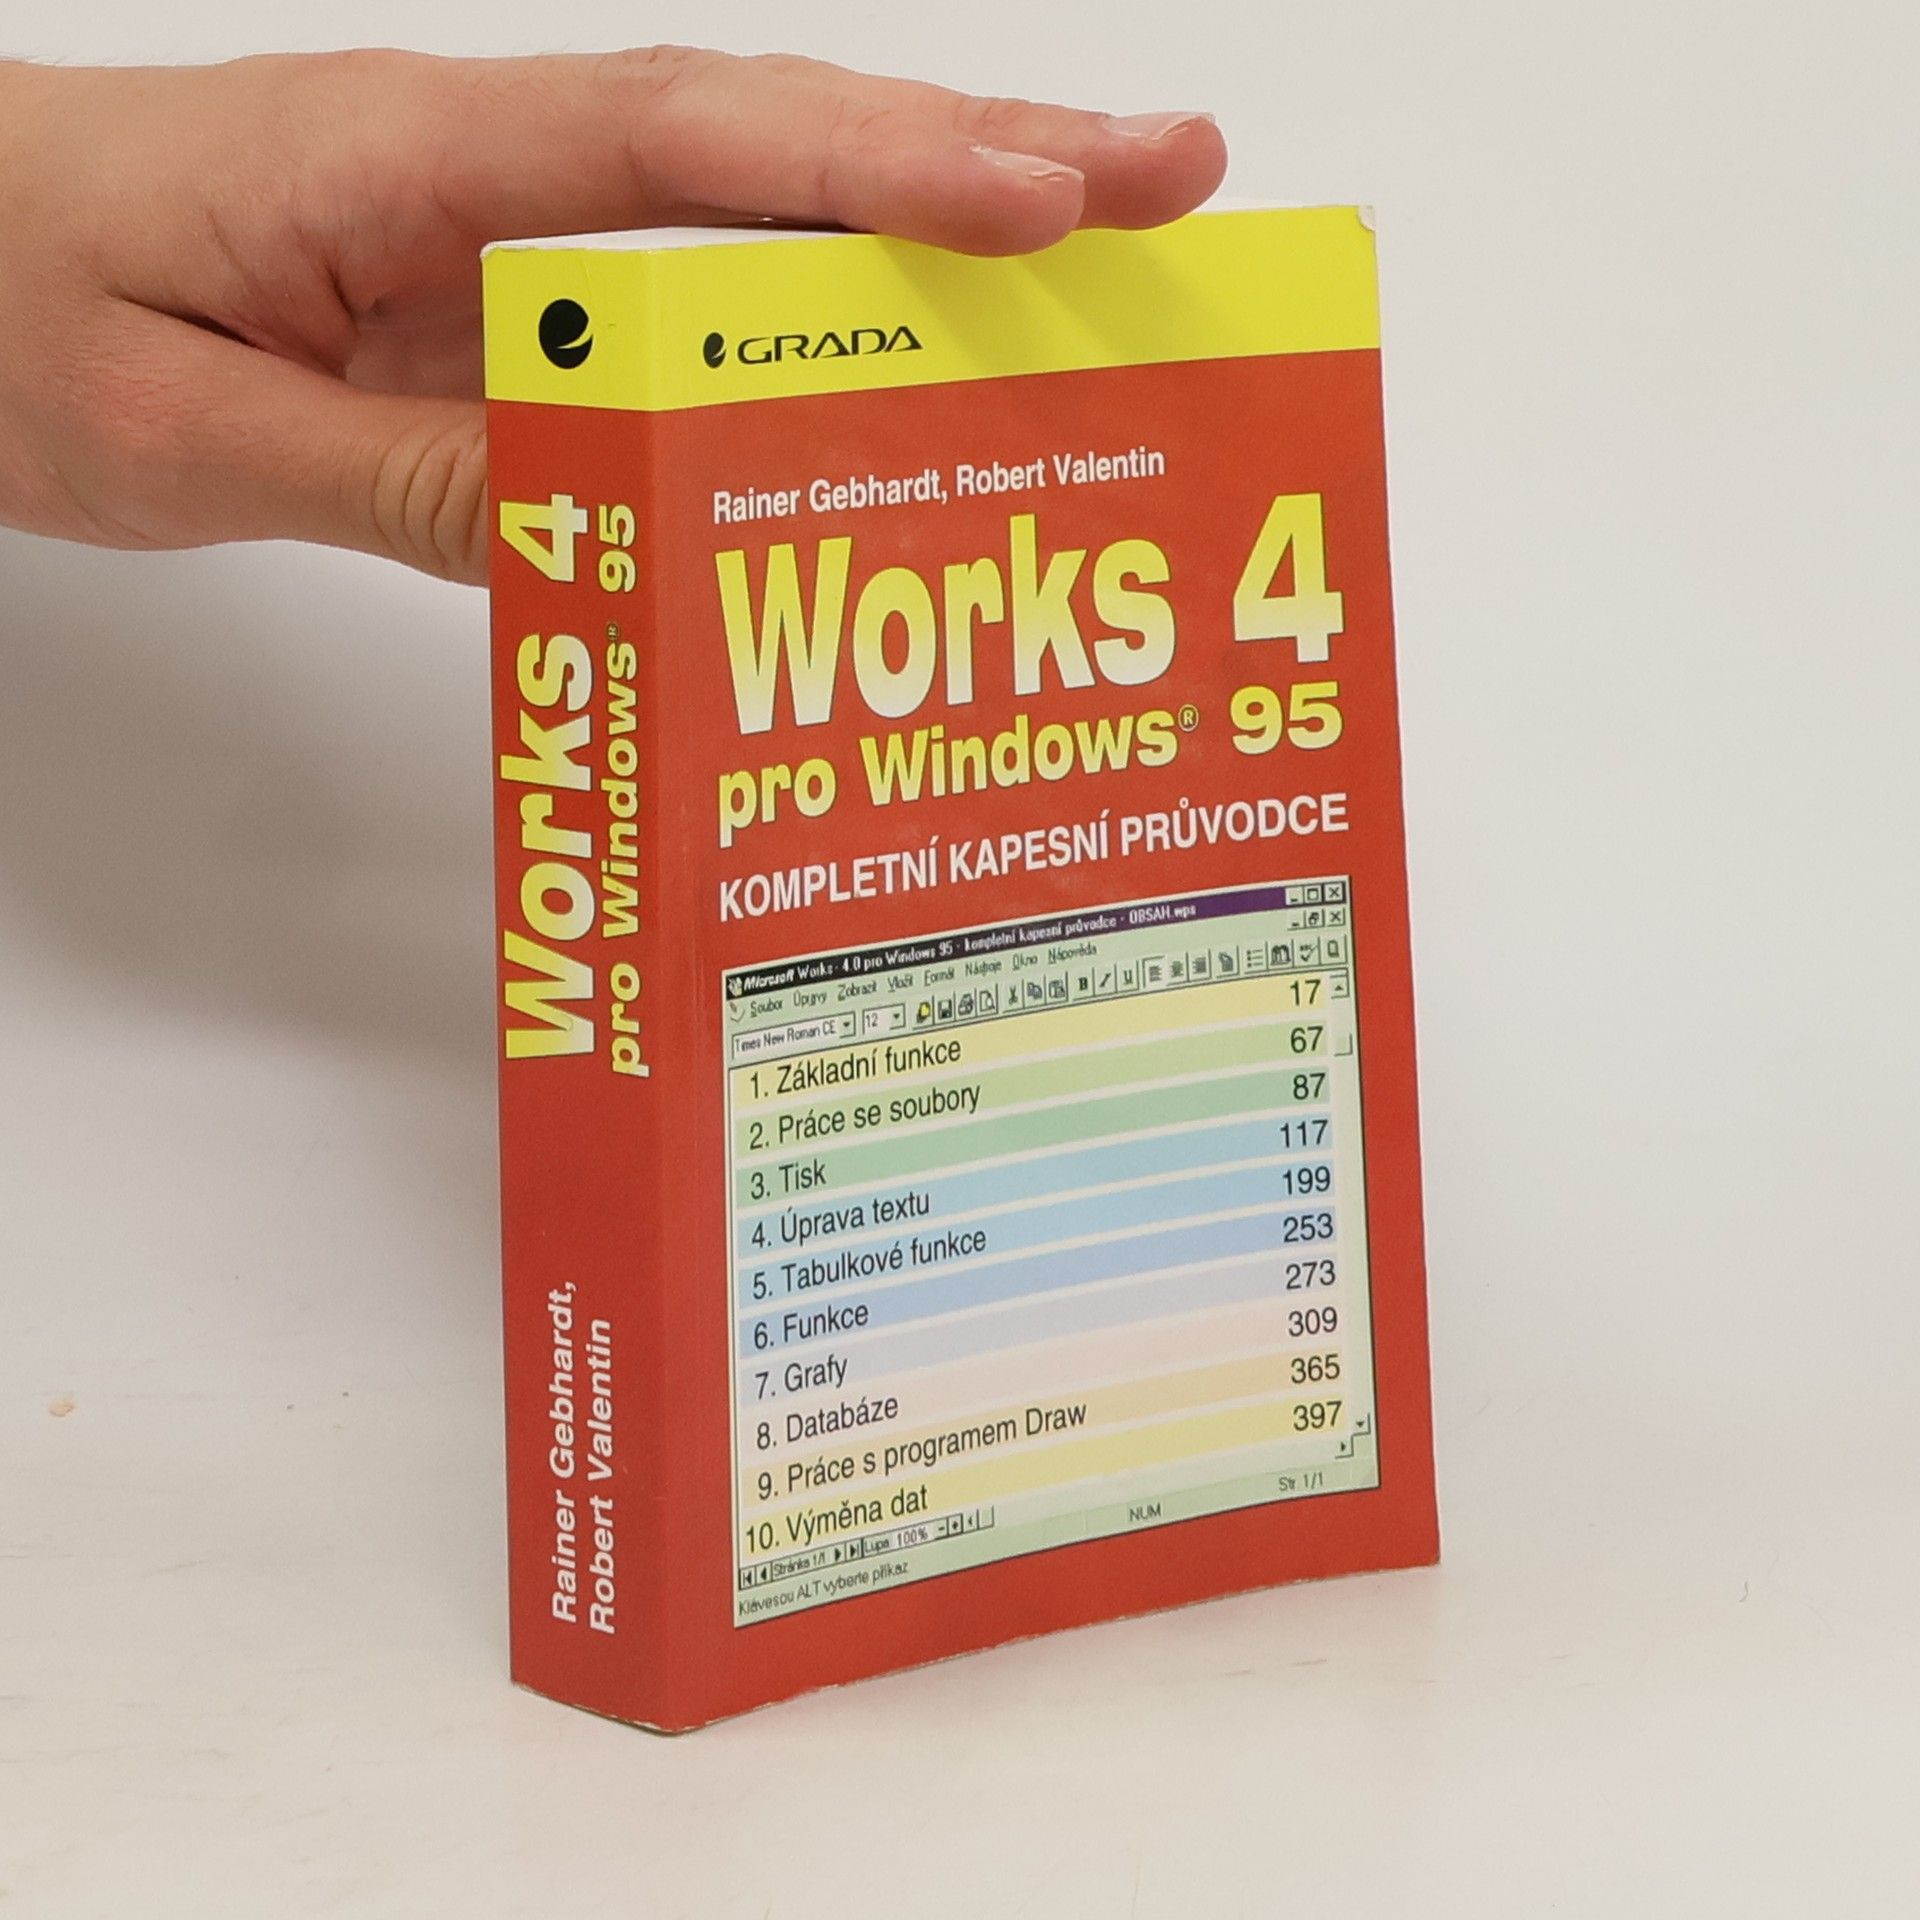 GRADA
Rainer Gebhardt, Robert Valentin
Works 4
pro Windows® 95
KOMPLETNÍ KAPESNÍ PRŮVODCE
Microsoft Works - 4.0 pro Windows 95 - kompletní kapesní průvodce - OBSAH.wps
Soubor Úpravy Zobrazit Vložit Formát Nástroje Okno Nápověda
Times New Roman CE 12 B I U
1. Základní funkce 17
2. Práce se soubory 67
3. Tisk 87
4. Úprava textu 117
5. Tabulkové funkce 199
6. Funkce 253
7. Grafy 273
8. Databáze 309
9. Práce s programem Draw 365
10. Výměna dat 397
Stránka 1/1 Lupa 100%
Klávesou ALT vyberte příkaz NUM Str. 1/1
Works 4
pro Windows® 95
Rainer Gebhardt,
Robert Valentin